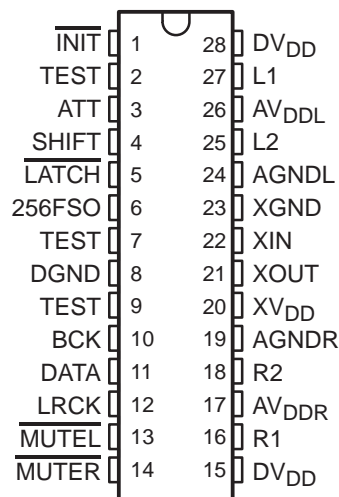 INIT 1 28 DVDD
TEST 2 27 L1
ATT 3 26 AVDDL
SHIFT 4 25 L2
LATCH 5 24 AGNDL
256FSO 6 23 XGND
TEST 7 22 XIN
DGND 8 21 XOUT
TEST 9 20 XVDD
BCK 10 19 AGNDR
DATA 11 18 R2
LRCK 12 17 AVDDR
MUTEL 13 16 R1
MUTER 14 15 DVDD